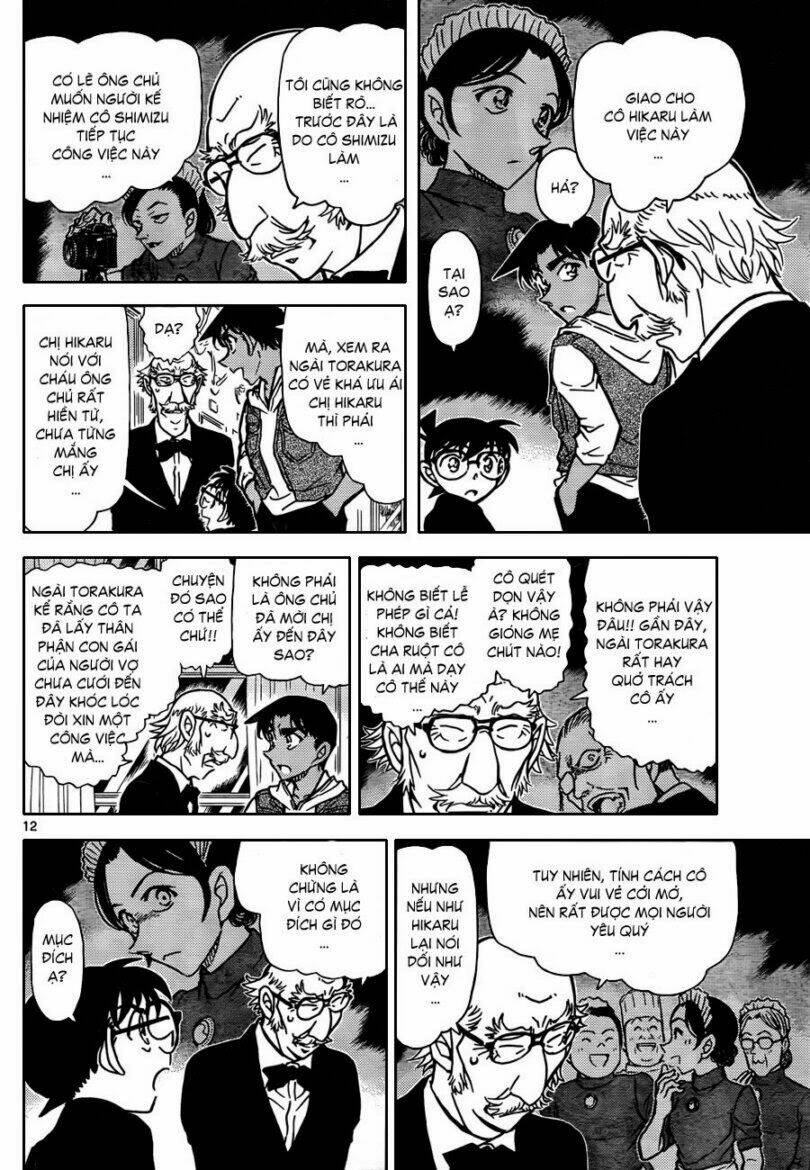 GIAO CHO
CÔ HIKARU LÀM
VIỆC NÀY
...
HẢ?
TẠI
SAO
Ạ?
TÔI CŨNG KHÔNG
BIẾT RÕ...
TRƯỚC ĐÂY LÀ
DO CÔ SHIMIZU
LÀM
...
CÓ LẼ ÔNG CHỦ
MUỐN NGƯỜI KẾ
NHIỆM CÔ SHIMIZU
TIẾP TỤC
CÔNG VIỆC NÀY
...
MÀ, XEM RA
NGÀI TORAKURA
CÓ VẺ KHÁ ƯU ÁI
CHỊ HIKARU
THÌ PHẢI
...
DẠ?
CHỊ HIKARU
NÓI VỚI
CHÁU ÔNG
CHỦ RẤT
HIỀN TỪ,
CHƯA TỪNG
MẮNG
CHỊ ẤY
...
KHÔNG PHẢI VẬY
ĐÂU!! GẦN ĐÂY,
NGÀI TORAKURA
RẤT HAY
QUỞ TRÁCH
CÔ ẤY
...
CÔ QUÉT
DỌN VẬY
À? KHÔNG
GIỐNG MẸ
CHÚT NÀO!
KHÔNG BIẾT LỄ
PHÉP GÌ CẢ!
KHÔNG BIẾT
CHA RUỘT CÔ
LÀ AI MÀ DẠY
CÔ THẾ NÀY
...
KHÔNG PHẢI
LÀ ÔNG CHỦ
ĐÃ MỜI CHỊ
ẤY ĐẾN ĐÂY
SAO?
CHUYỆN
ĐÓ SAO
CÓ THỂ
CHỨ!!
NGÀI TORAKURA
KỂ RẰNG CÔ TA
ĐÃ LẤY THÂN
PHẬN CON GÁI
CỦA NGƯỜI VỢ
CHƯA CƯỚI ĐẾN
ĐÂY KHÓC LÓC
ĐÒI XIN MỘT
CÔNG VIỆC
MÀ...
12
TUY NHIÊN, TÍNH CÁCH CÔ
ẤY VUI VẺ CỞI MỞ,
NÊN RẤT ĐƯỢC MỌI NGƯỜI
YÊU QUÝ
...
NHƯNG
NẾU NHƯ
HIKARU
LẠI NÓI
DỐI NHƯ
VẬY
...
KHÔNG
CHỪNG LÀ
VÌ CÓ MỤC
ĐÍCH GÌ ĐÓ
...
MỤC
ĐÍCH
Ạ?